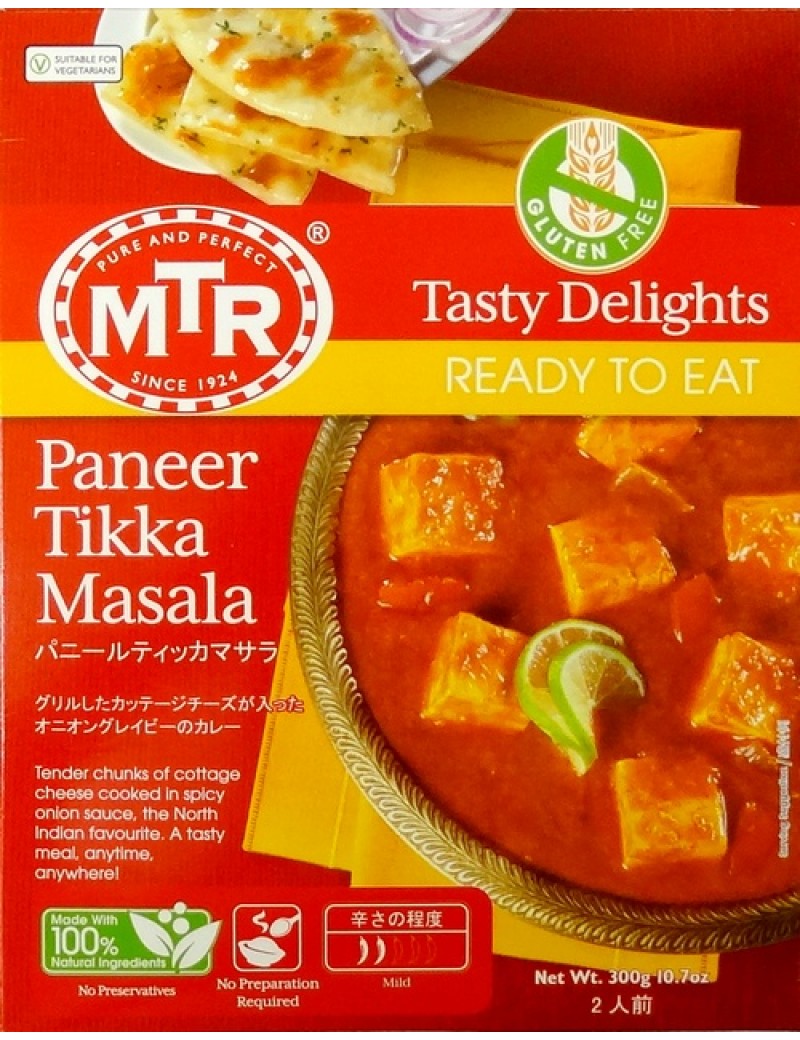 SUITABLE FOR
VEGETARIANS
GLUTEN FREE
PURE AND PERFECT
MTR®
SINCE 1924
Tasty Delights
READY TO EAT
Paneer
Tikka
Masala
パニールティッカマサラ
グリルしたカッテージチーズが入った
オニオングレイビーのカレー
Tender chunks of cottage
cheese cooked in spicy
onion sauce, the North
Indian favourite. A tasty
meal, anytime,
anywhere!
Made With
100%
Natural Ingredients
No Preservatives
No Preparation
Required
辛さの程度
Mild
Net Wt. 300g 10.7oz
2人前